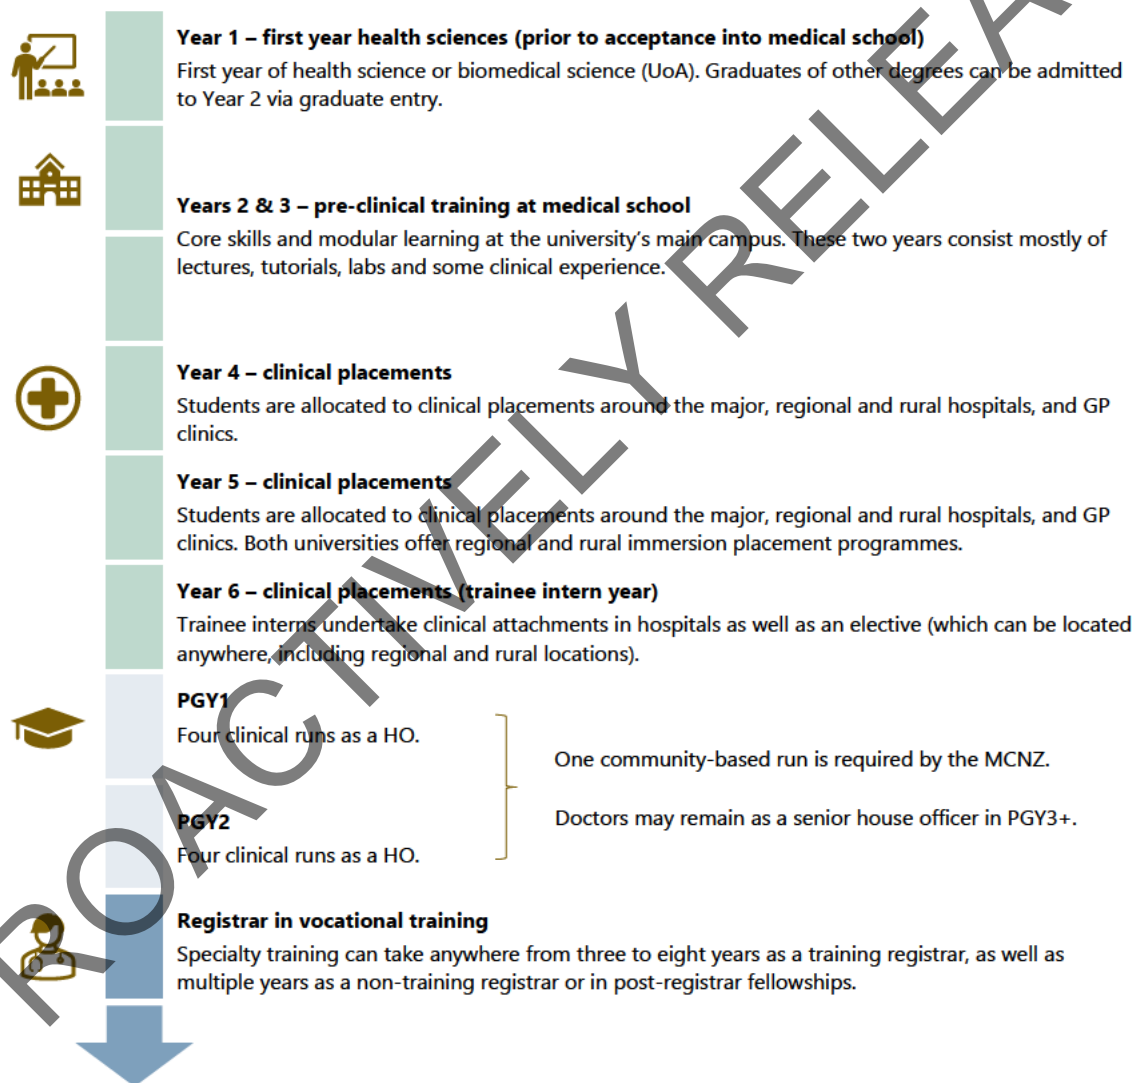 Year 1 – first year health sciences (prior to acceptance into medical school)
First year of health science or biomedical science (UoA). Graduates of other degrees can be admitted
to Year 2 via graduate entry.
Years 2 & 3 – pre-clinical training at medical school
Core skills and modular learning at the university's main campus. These two years consist mostly of
lectures, tutorials, labs and some clinical experience.
Year 4 – clinical placements
Students are allocated to clinical placements around the major, regional and rural hospitals, and GP
clinics.
Year 5 – clinical placements
Students are allocated to clinical placements around the major, regional and rural hospitals, and GP
clinics. Both universities offer regional and rural immersion placement programmes.
Year 6 – clinical placements (trainee intern year)
Trainee interns undertake clinical attachments in hospitals as well as an elective (which can be located
anywhere, including regional and rural locations).
PGY1
Four clinical runs as a HO.
One community-based run is required by the MCNZ.
Doctors may remain as a senior house officer in PGY3+.
PGY2
Four clinical runs as a HO.
Registrar in vocational training
Specialty training can take anywhere from three to eight years as a training registrar, as well as
multiple years as a non-training registrar or in post-registrar fellowships.
ROACTIVELY RELEA